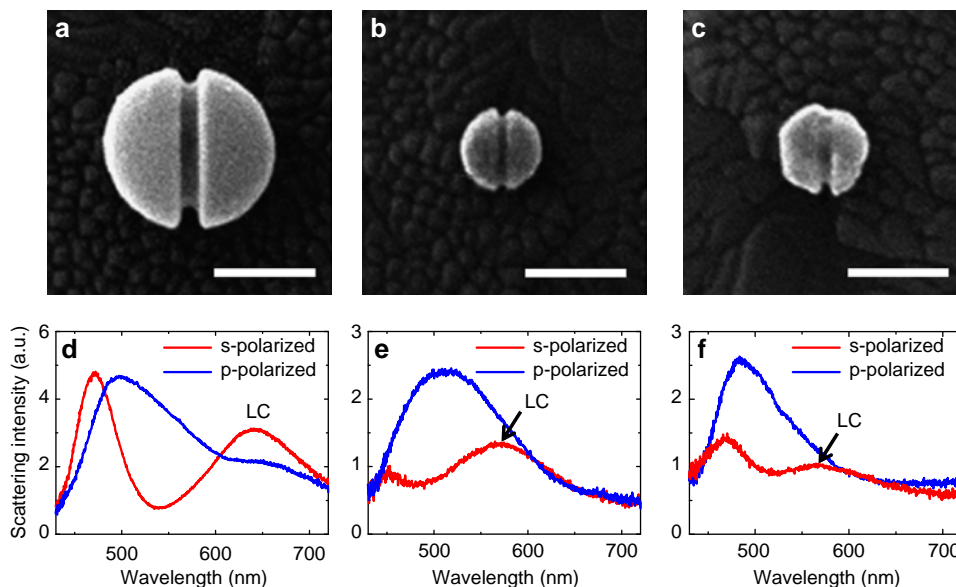 a
b
c
Scattering intensity (a.u.)
6
4
2
0
d
s-polarized
p-polarized
LC
500
600
700
Wavelength (nm)
3
2
1
0
e
s-polarized
p-polarized
LC
500
600
700
Wavelength (nm)
3
2
1
0
f
s-polarized
p-polarized
LC
500
600
700
Wavelength (nm)